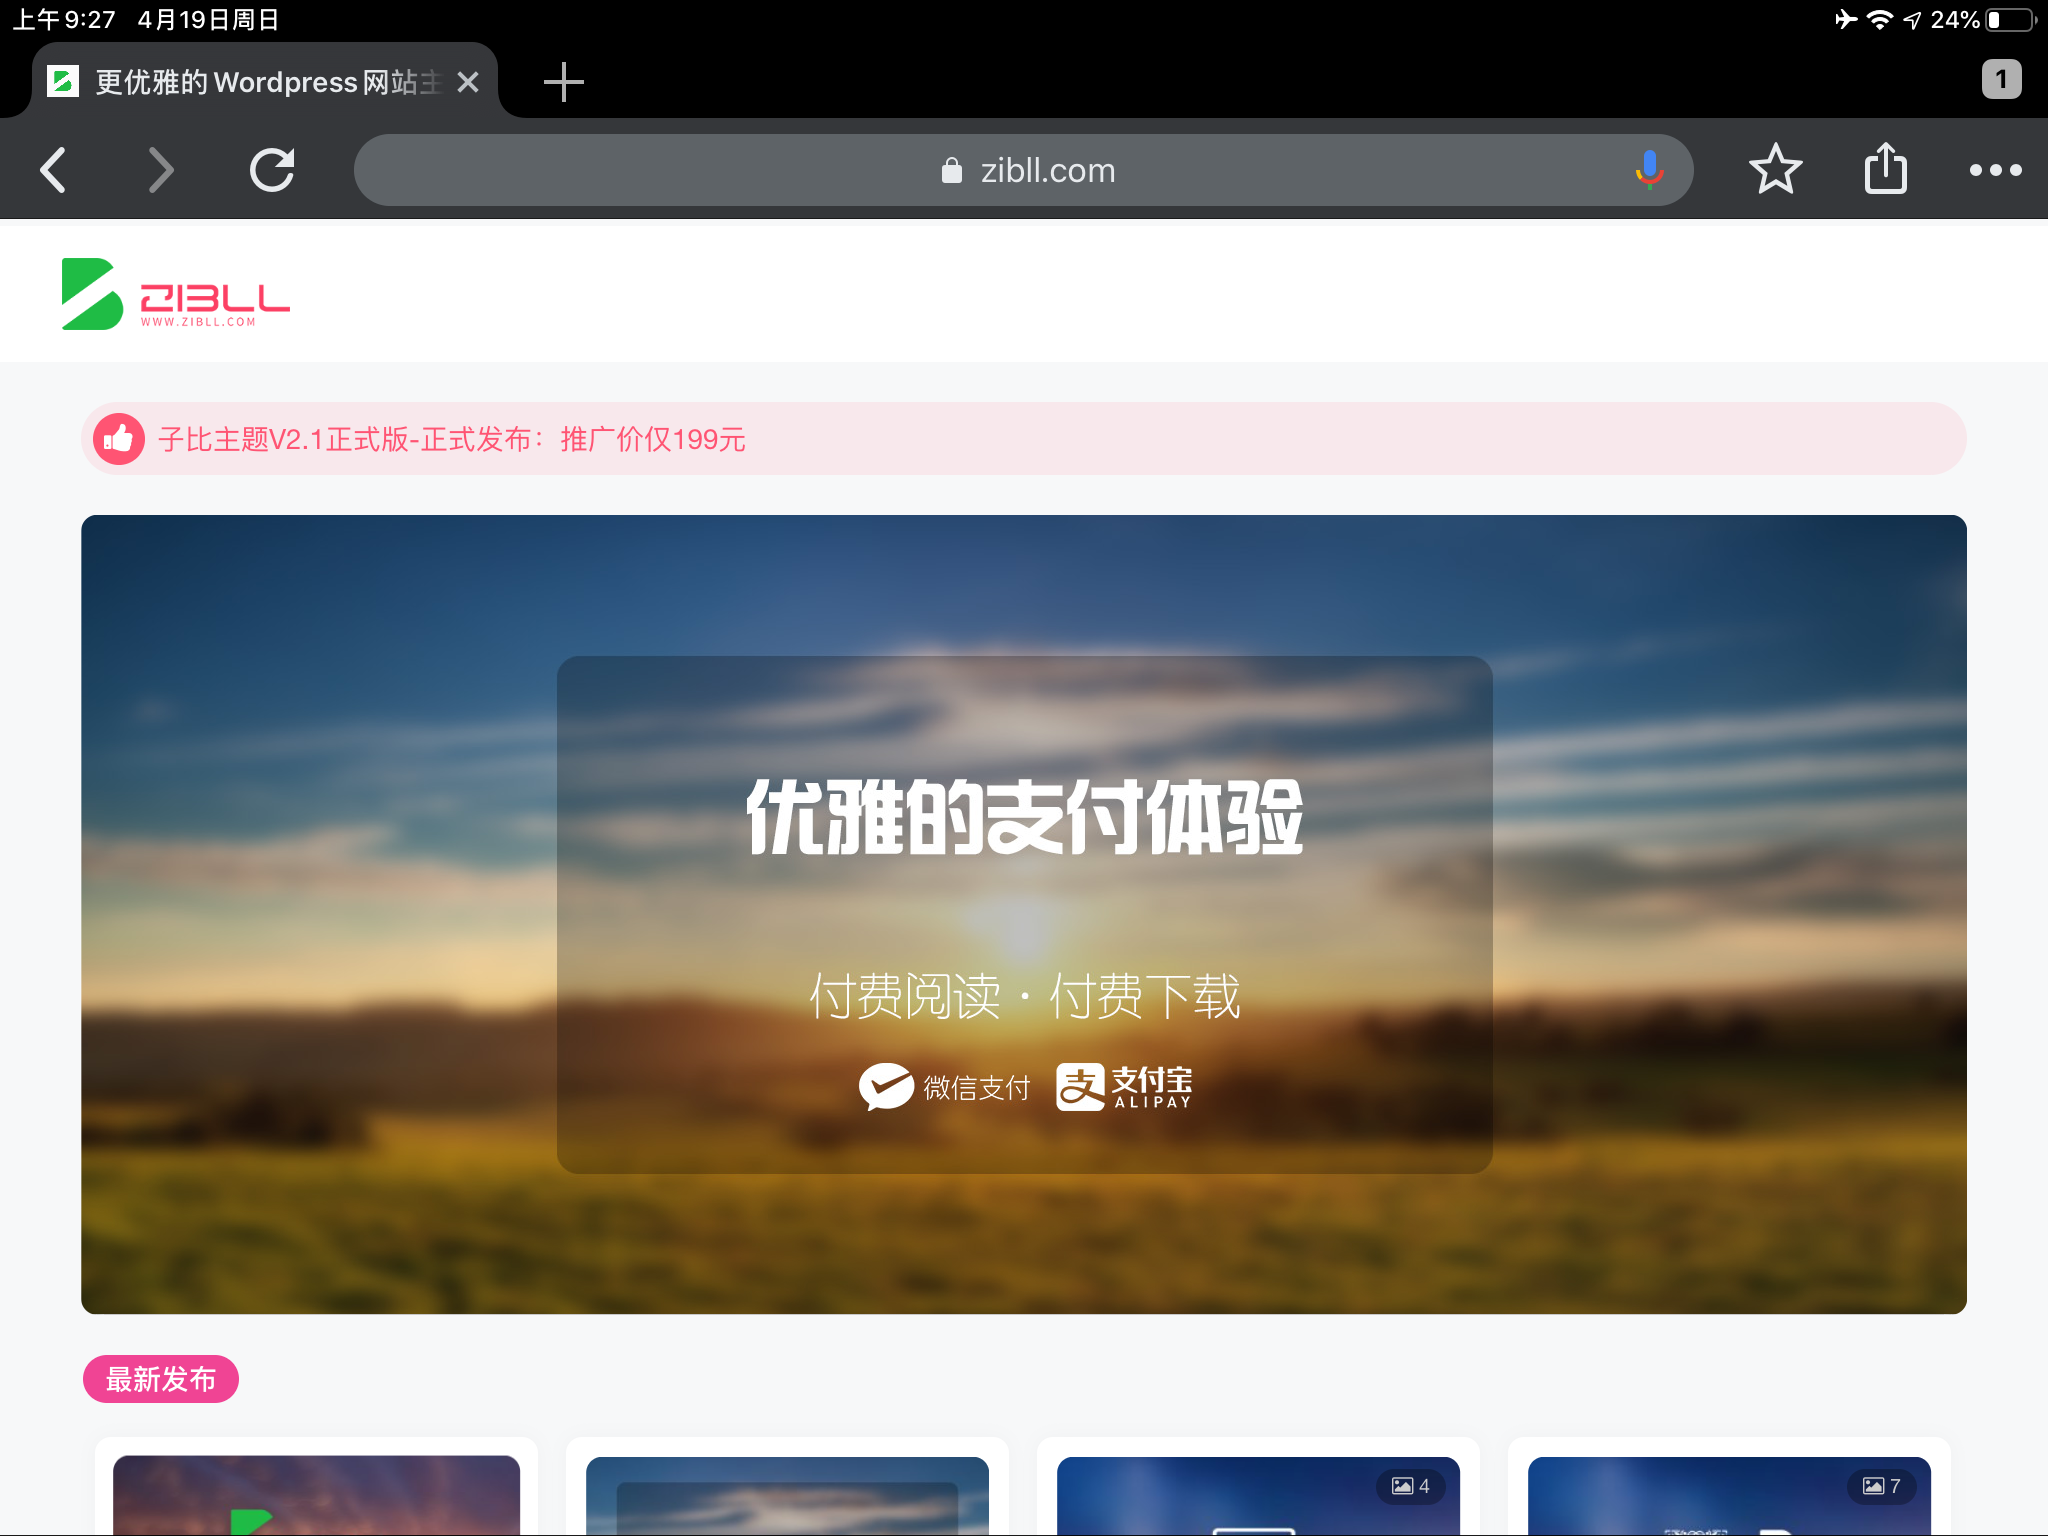 上午9:27 4月19日周日
24%
更优雅的Wordpress网站主
1
zibll.com
ZIBLL
WWW.ZIBLL.COM
子比主题V2.1正式版-正式发布：推广价仅199元
优雅的支付体验
付费阅读 · 付费下载
微信支付 支 支付宝
ALIPAY
最新发布
4
7